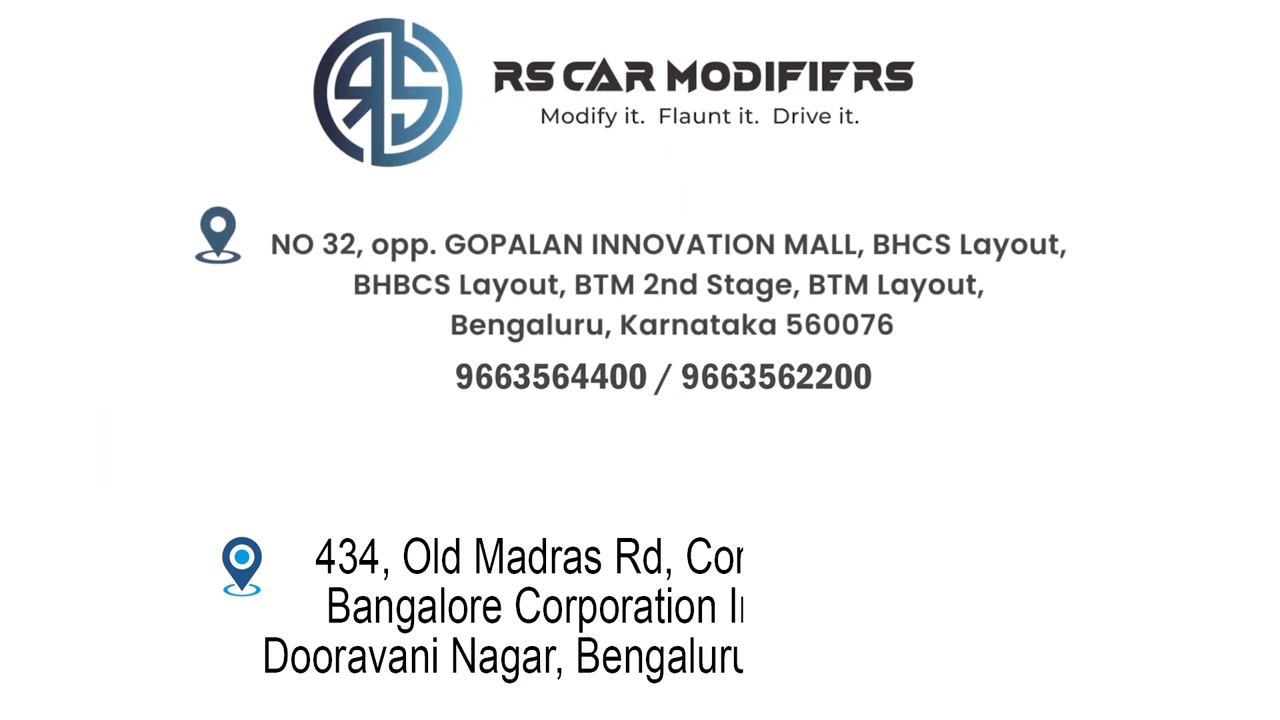 RS CAR MODIFIERS
Modify it. Flaunt it. Drive it.
NO 32, opp. GOPALAN INNOVATION MALL, BHCS Layout,
BHBCS Layout, BTM 2nd Stage, BTM Layout,
Bengaluru, Karnataka 560076
9663564400 / 9663562200
434, Old Madras Rd,
Bangalore Corporation
Dooravani Nagar, Bengaluru